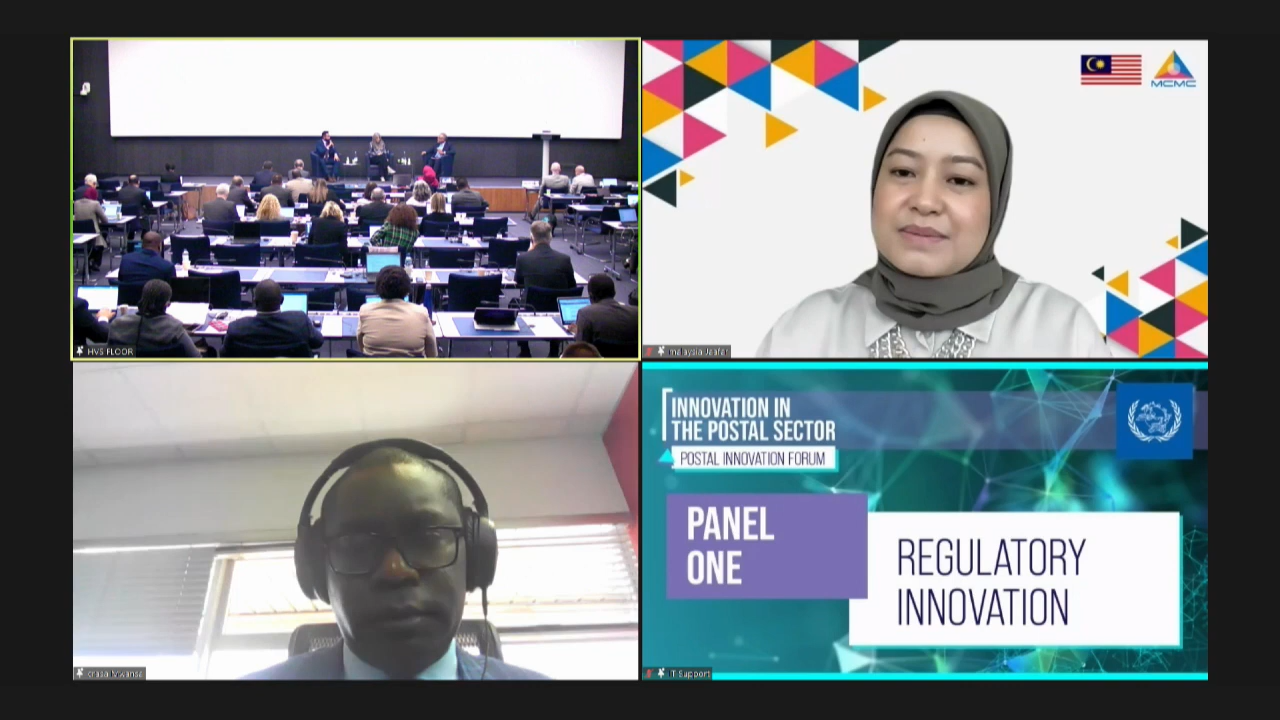 MCMC
HVS FLOOR
INNOVATION IN
THE POSTAL SECTOR
POSTAL INNOVATION FORUM
PANEL
ONE
REGULATORY
INNOVATION
IT Support